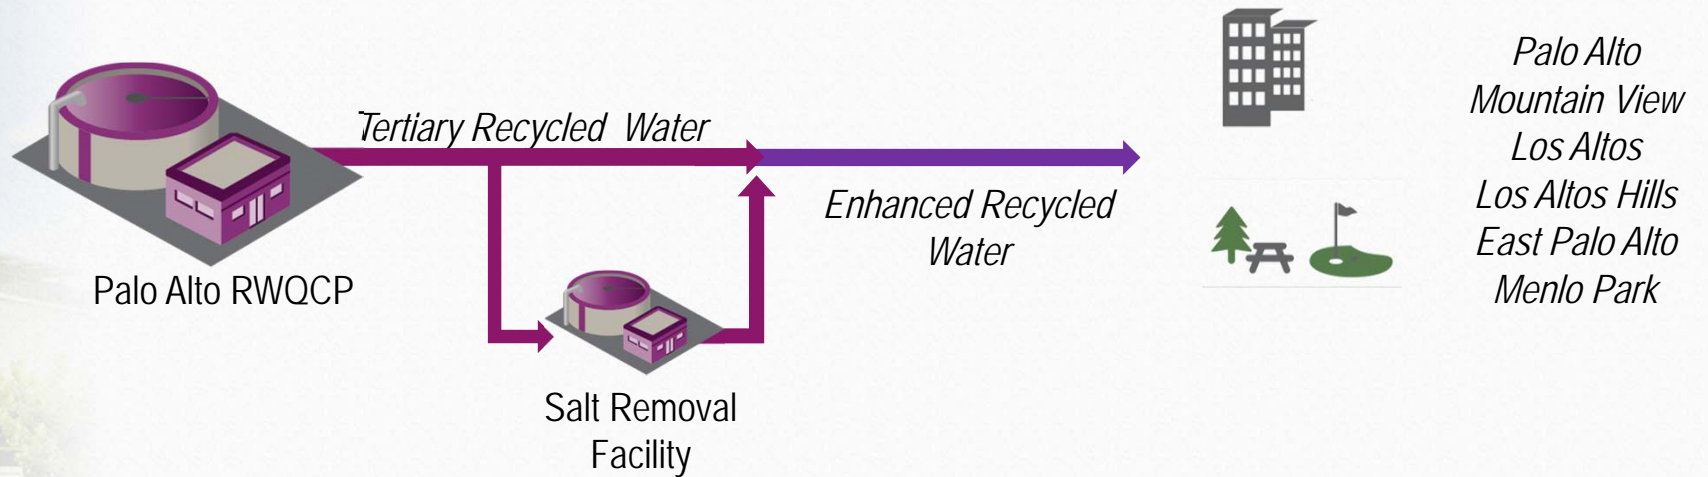 Tertiary Recycled Water
Palo Alto RWQCP
Enhanced Recycled
Water
Salt Removal
Facility
Palo Alto
Mountain View
Los Altos
Los Altos Hills
East Palo Alto
Menlo Park